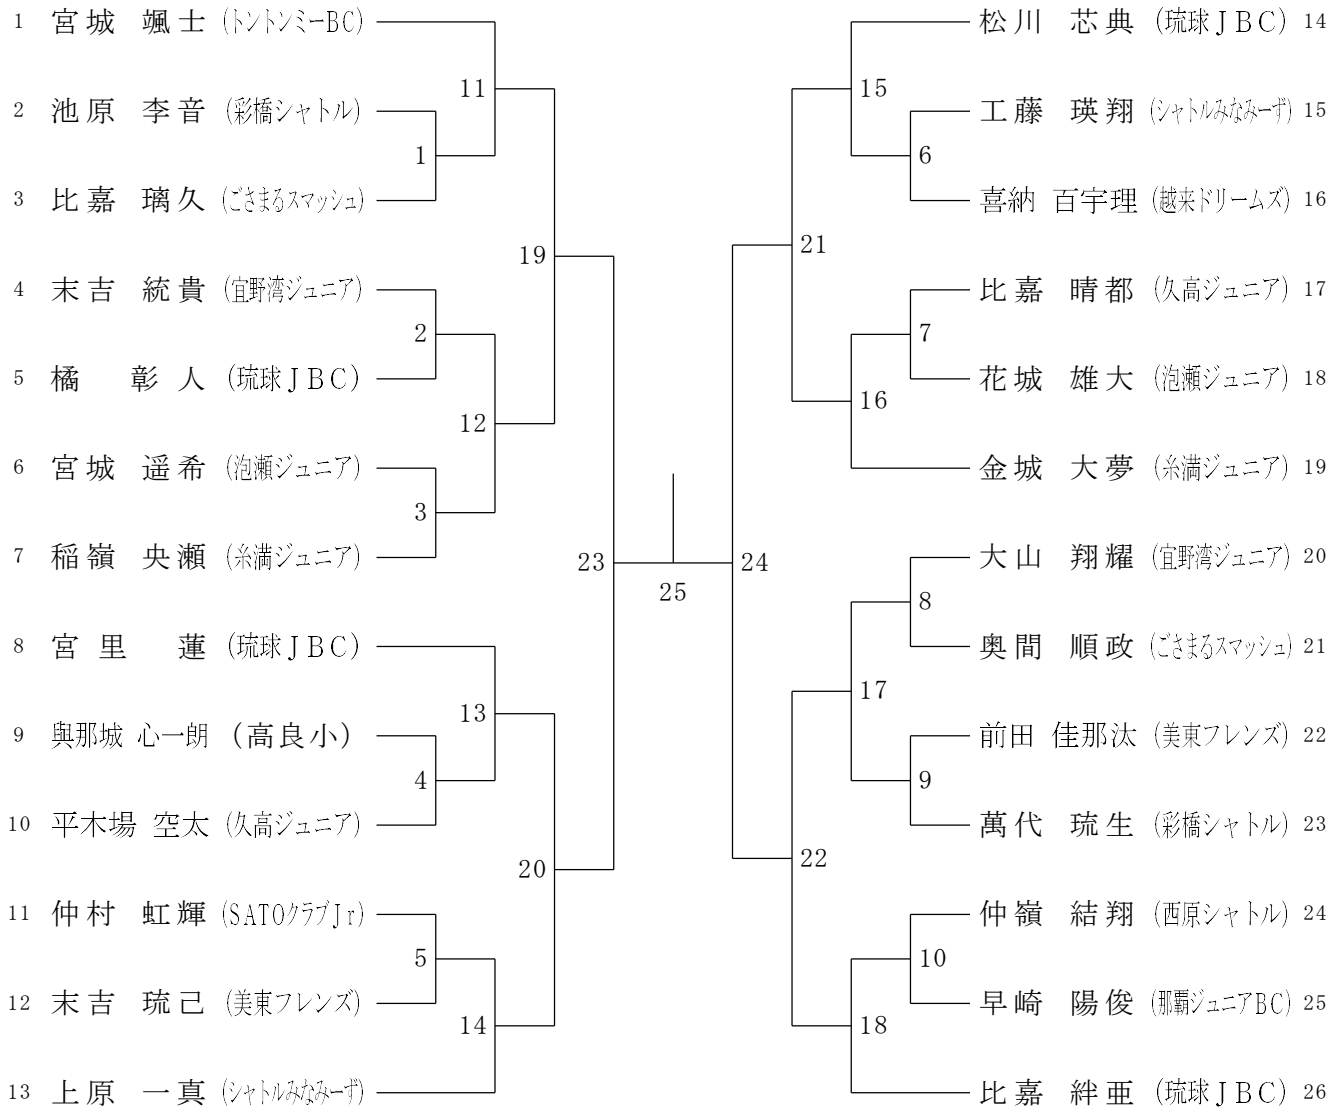 1 宮城 颯士 (トントンミーBC)
11
2 池原 李音 (彩橋シャトル)
1
3 比嘉 璃久 (ごさまるスマッシュ)
19
4 末吉 統貴 (宜野湾ジュニア)
2
5 橘 彰人 (琉球JBC)
12
6 宮城 遥希 (泡瀬ジュニア)
3
7 稲嶺 央瀬 (糸満ジュニア)
23
8 宮里 蓮 (琉球JBC)
13
9 與那城 心一朗 (高良小)
4
10 平木場 空太 (久高ジュニア)
20
11 仲村 虹輝 (SATOクラブJr)
5
12 末吉 琉己 (美東フレンズ)
14
13 上原 一真 (シャトルみなみーず)
25
松川 芯典 (琉球JBC) 14
15
工藤 瑛翔 (シャトルみなみーず) 15
6
喜納 百宇理 (越来ドリームズ) 16
21
比嘉 晴都 (久高ジュニア) 17
7
花城 雄大 (泡瀬ジュニア) 18
16
金城 大夢 (糸満ジュニア) 19
24
大山 翔耀 (宜野湾ジュニア) 20
8
奥間 順政 (ごさまるスマッシュ) 21
17
前田 佳那汰 (美東フレンズ) 22
9
萬代 琉生 (彩橋シャトル) 23
22
仲嶺 結翔 (西原シャトル) 24
10
早崎 陽俊 (那覇ジュニアBC) 25
18
比嘉 絆亜 (琉球JBC) 26